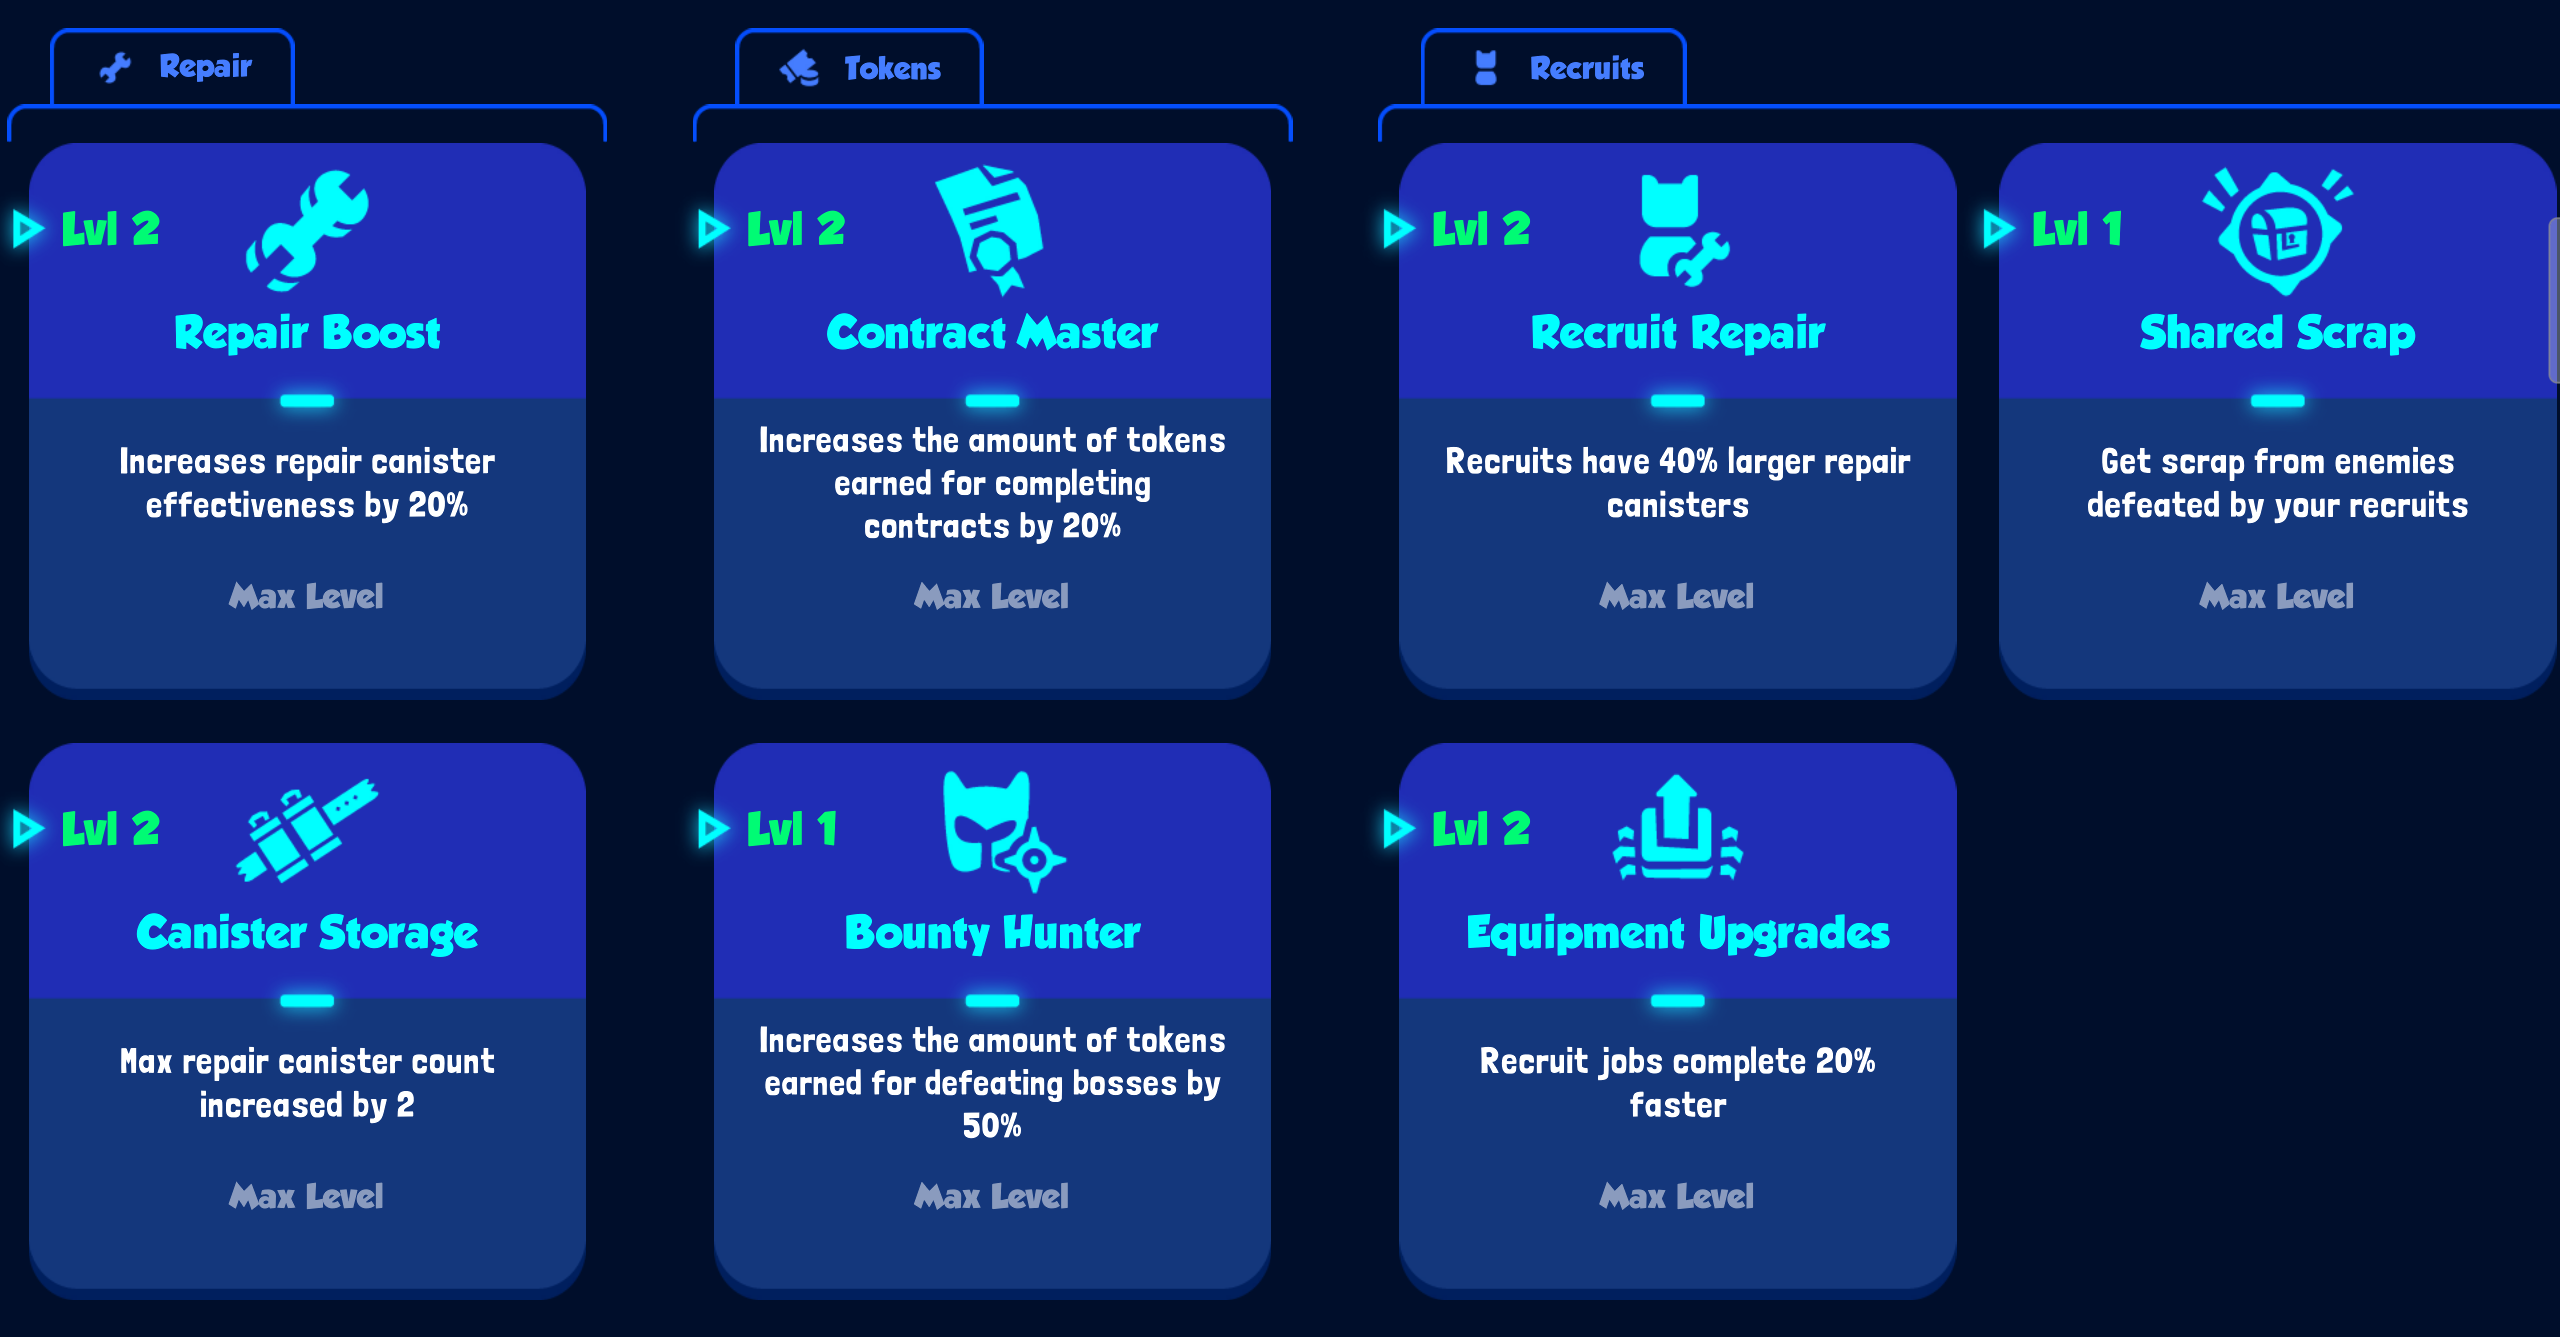 Repair
Tokens
Recruits
Lvl 2
Repair Boost
Increases repair canister
effectiveness by 20%
Max Level
Lvl 2
Contract Master
Increases the amount of tokens
earned for completing
contracts by 20%
Max Level
Lvl 2
Recruit Repair
Recruits have 40% larger repair
canisters
Max Level
Lvl 1
Shared Scrap
Get scrap from enemies
defeated by your recruits
Max Level
Lvl 2
Canister Storage
Max repair canister count
increased by 2
Max Level
Lvl 1
Bounty Hunter
Increases the amount of tokens
earned for defeating bosses by
50%
Max Level
Lvl 2
Equipment Upgrades
Recruit jobs complete 20%
faster
Max Level